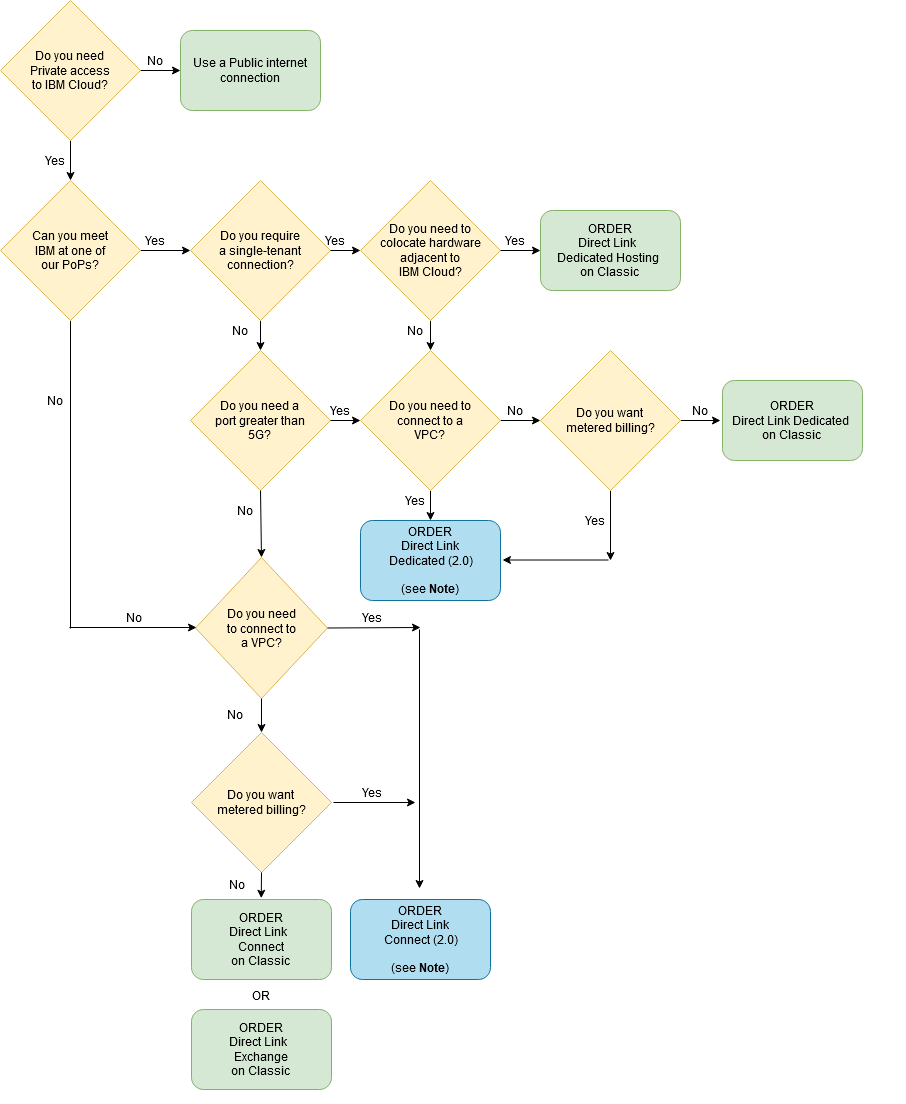 Do you need
Private access
to IBM Cloud?
No
Use a Public internet
connection
Yes
Can you meet
IBM at one of
our PoPs?
Yes
Do you require
a single-tenant
connection?
Yes
Do you need to
colocate hardware
adjacent to
IBM Cloud?
Yes
ORDER
Direct Link
Dedicated Hosting
on Classic
No
No
No
Do you need a
port greater than
5G?
Yes
Do you need to
connect to a
VPC?
No
Do you want
metered billing?
No
ORDER
Direct Link Dedicated
on Classic
No
Yes
Yes
ORDER
Direct Link
Dedicated (2.0)
(see Note)
No
Do you need
to connect to
a VPC?
Yes
No
Do you want
metered billing?
Yes
No
ORDER
Direct Link
Connect
on Classic
ORDER
Direct Link
Connect (2.0)
(see Note)
OR
ORDER
Direct Link
Exchange
on Classic